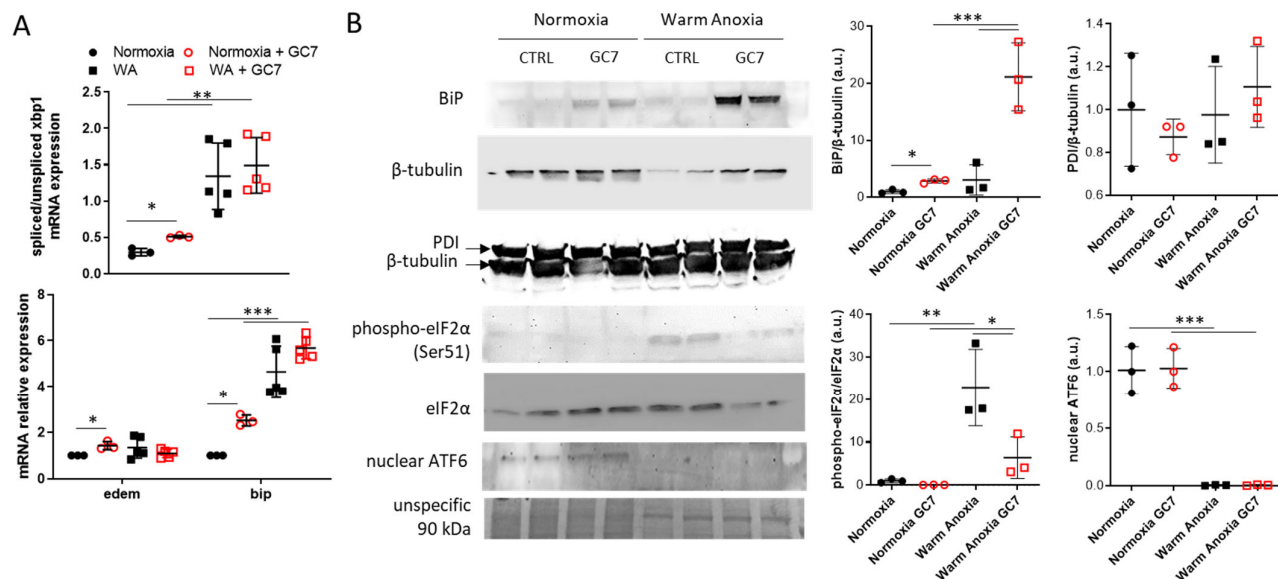 A
Normoxia
Normoxia + GC7
WA
WA + GC7
spliced/unspliced xbp1
mRNA expression
2.5
2.0
1.5
1.0
0.5
0.0
**
*
mRNA relative expression
8
6
4
2
0
*
*
***
edem
bip
B
Normoxia
Warm Anoxia
CTRL
GC7
CTRL
GC7
BiP
β-tubulin
PDI
β-tubulin
phospho-eIF2α
(Ser51)
eIF2α
nuclear ATF6
unspecific
90 kDa
BiP/β-tubulin (a.u.)
30
20
10
0
***
*
Normoxia
Normoxia GC7
Warm Anoxia
Warm Anoxia GC7
PDI/β-tubulin (a.u.)
1.4
1.2
1.0
0.8
0.6
Normoxia
Normoxia GC7
Warm Anoxia
Warm Anoxia GC7
phospho-eIF2α/eIF2α (a.u.)
40
30
20
10
0
**
*
Normoxia
Normoxia GC7
Warm Anoxia
Warm Anoxia GC7
nuclear ATF6 (a.u.)
1.5
1.0
0.5
0.0
***
Normoxia
Normoxia GC7
Warm Anoxia
Warm Anoxia GC7